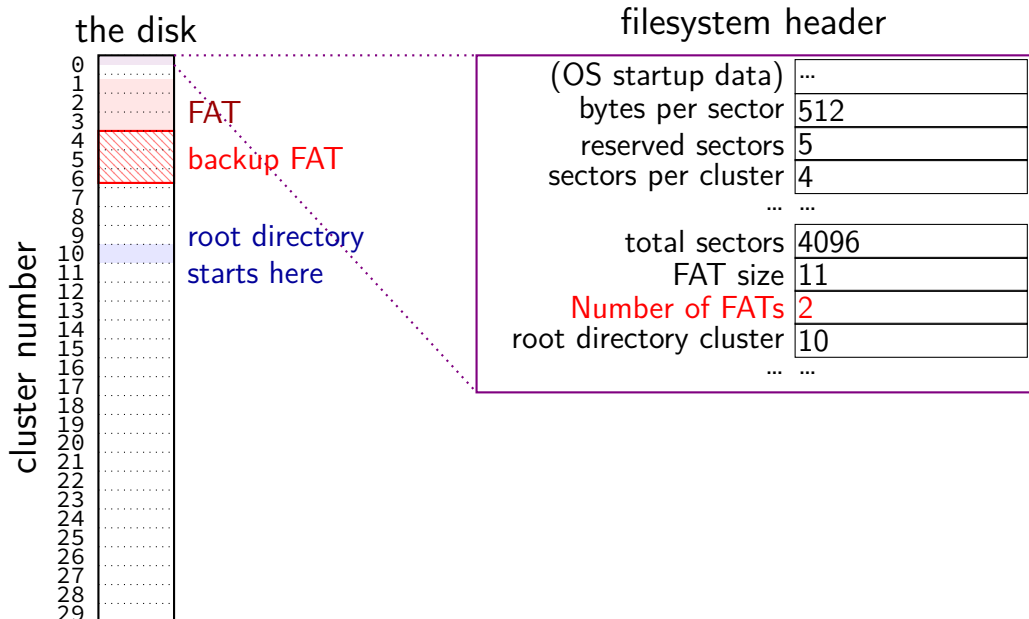 the disk
filesystem header
cluster number
0
1
2
3
4
5
6
7
8
9
10
11
12
13
14
15
16
17
18
19
20
21
22
23
24
25
26
27
28
29
FAT
backup FAT
root directory
starts here
(OS startup data) ...
bytes per sector 512
reserved sectors 5
sectors per cluster 4
... ...
total sectors 4096
FAT size 11
Number of FATs 2
root directory cluster 10
... ...